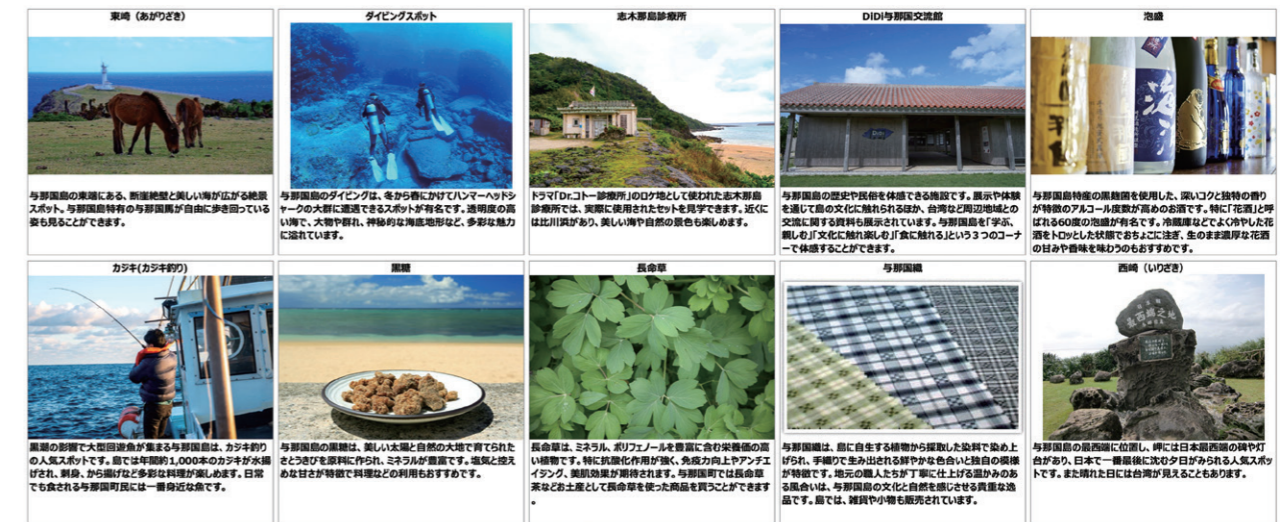 東崎（あがりざき）
与那国島の東端にある、断崖絶壁と美しい海が広がる絶景
スポット。与那国島特有の与那国馬が自由に歩き回っている
姿も見ることができます。
ダイビングスポット
与那国島のダイビングは、冬から春にかけてハンマーヘッドシ
ャークの大群に遭遇できるスポットが有名です。透明度の高
い海で、大物や群れ、神秘的な海底地形など、多彩な魅力
に溢れています。
志木那島診療所
ドラマ「Dr.コトー診療所」のロケ地として使われた志木那島
診療所では、実際に使用されたセットを見学できます。近くに
は比川浜があり、美しい海や自然の景色も楽しめます。
DiDi与那国交流館
DiDi
与那国島の歴史や民俗を体感できる施設です。展示や体験
を通じて島の文化に触れられるほか、台湾など周辺地域との
交流に関する資料も展示されています。与那国島を「学ぶ、
親しむ」「文化に触れ楽しむ」「食に触れる」という３つのコーナ
ーで体感することができます。
泡盛
与那国島特産の黒麹菌を使用した、深いコクと独特の香り
が特徴のアルコール度数が高めのお酒です。特に「花酒」と呼
ばれる60度の泡盛が有名です。冷蔵庫などでよく冷やした花
酒をトロッとした状態でおちょこに注ぎ、生のまま濃厚な花酒
の甘みや香味を味わうのもおすすめです。
カジキ(カジキ釣り)
黒潮の影響で大型回遊魚が集まる与那国島は、カジキ釣り
の人気スポットです。島では年間約1,000本のカジキが水揚
げされ、刺身、から揚げなど多彩な料理が楽しめます。日常
でも食される与那国町民には一番身近な魚です。
黒糖
与那国島の黒糖は、美しい太陽と自然の大地で育てられた
さとうきびを原料に作られ、ミネラルが豊富です。塩気と控え
めな甘さが特徴で料理などの利用もおすすめです。
長命草
長命草は、ミネラル、ポリフェノールを豊富に含む栄養価の高
い植物です。特に抗酸化作用が強く、免疫力向上やアンチエ
イジング、美肌効果が期待されます。与那国町では長命草
茶などお土産として長命草を使った商品を買うことができます
。
与那国織
与那国織は、島に自生する植物から採取した染料で染め上
げられ、手織りで生み出される鮮やかな色合いと独自の模様
が特徴です。地元の職人たちが丁寧に仕上げる温かみのあ
る風合いは、与那国島の文化と自然を感じさせる貴重な逸
品です。島では、雑貨や小物も販売されています。
西崎（いりざき）
与那国島の最西端に位置し、岬には日本最西端の碑や灯
台があり、日本で一番最後に沈む夕日がみられる人気スポッ
トです。また晴れた日には台湾が見えることもあります。